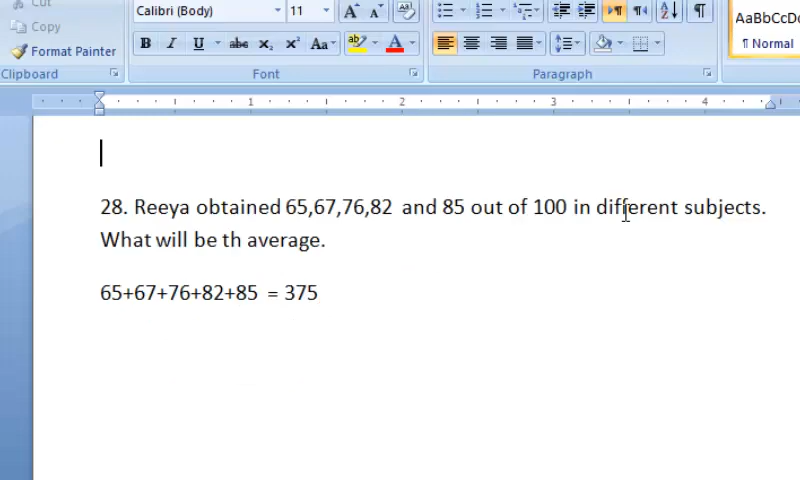 Cut
Calibri (Body) 11
Copy
AaBbCcDc
Format Painter
B I U abc x₂ x² Aa ab A
¶ Normal
Clipboard Font Paragraph
1 2 3 4
28. Reeya obtained 65,67,76,82 and 85 out of 100 in different subjects.
What will be th average.
65+67+76+82+85 = 375